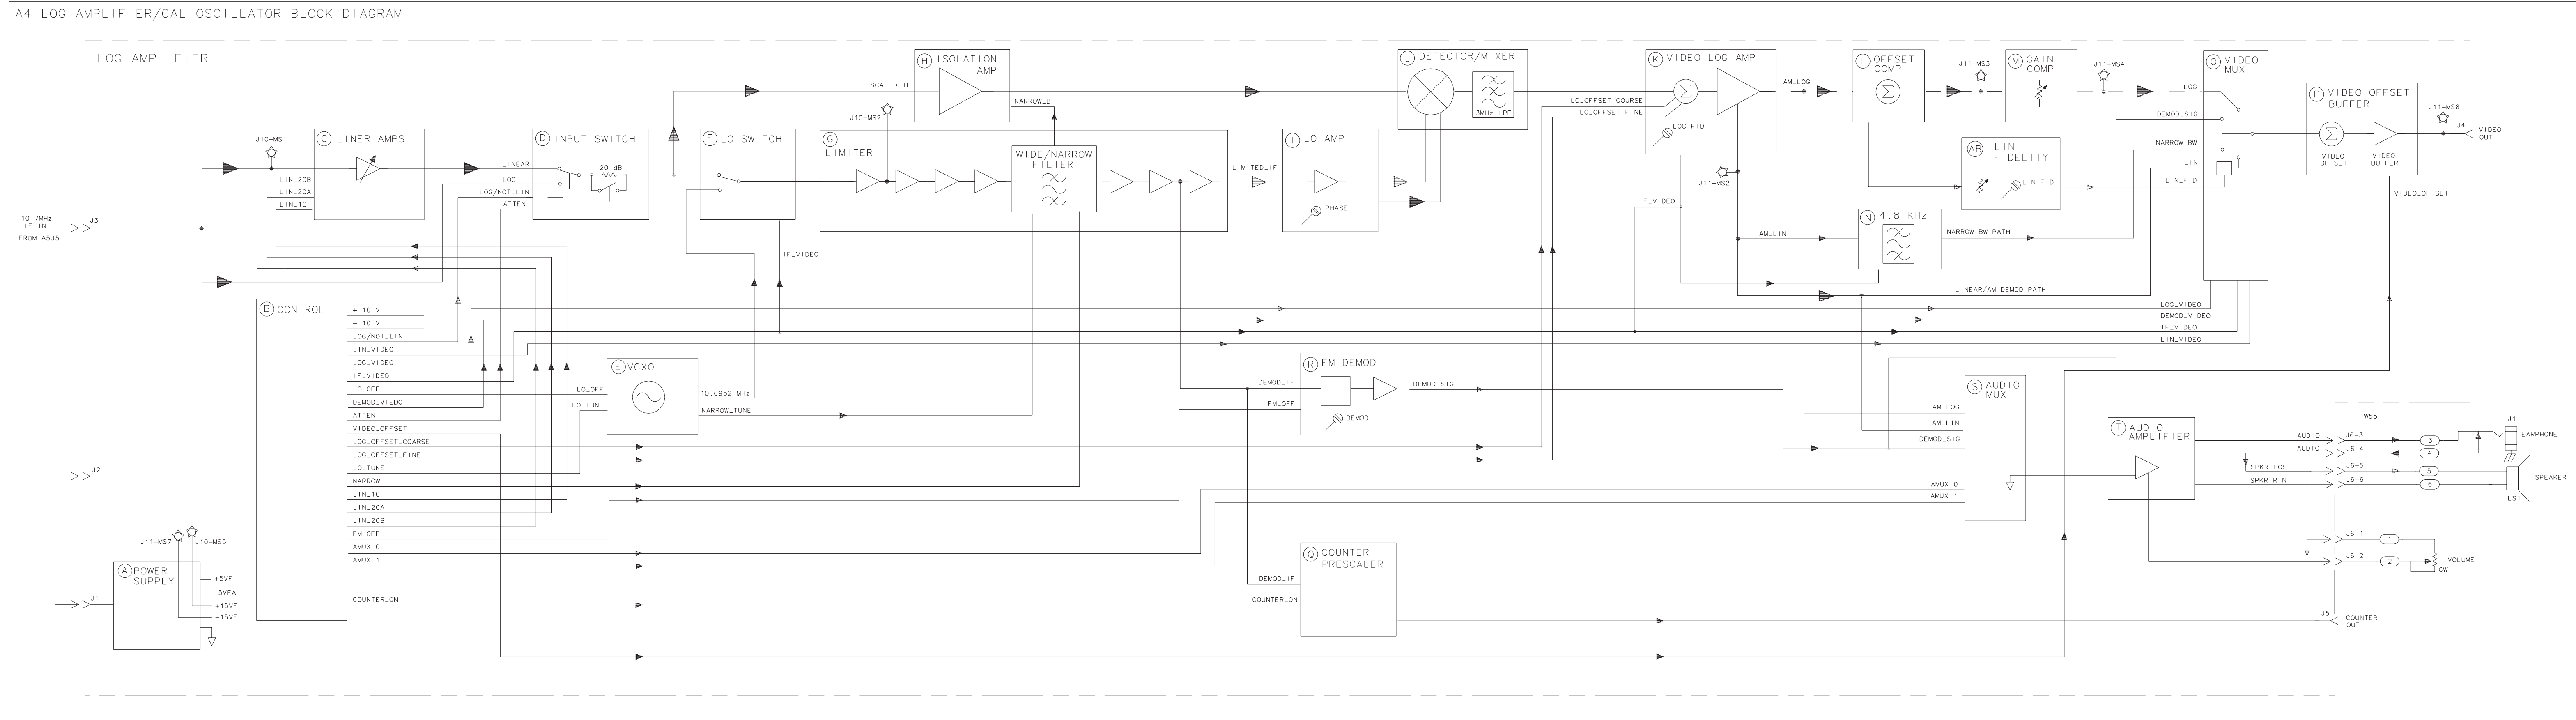 A4 LOG AMPLIFIER/CAL OSCILLATOR BLOCK DIAGRAM
LOG AMPLIFIER
10.7MHz
IF IN
FROM A5J5
J3
J10-MS1
C LINER AMPS
LIN_20B
LIN_20A
LIN_10
D INPUT SWITCH
LINEAR
LOG
LOG/NOT_LIN
ATTEN
20 dB
F LO SWITCH
IF_VIDEO
SCALED_IF
H ISOLATION
AMP
NARROW_B
J10-MS2
G
LIMITER
WIDE/NARROW
FILTER
LIMITED_IF
I LO AMP
PHASE
J DETECTOR/MIXER
3MHz LPF
LO_OFFSET COURSE
LO_OFFSET FINE
K VIDEO LOG AMP
Σ
LOG FID
J11-MS2
IF_VIDEO
AM_LOG
L OFFSET
COMP
Σ
J11-MS3
M GAIN
COMP
J11-MS4
AB LIN
FIDELITY
LIN FID
AM_LIN
N 4.8 KHz
NARROW BW PATH
LINEAR/AM DEMOD PATH
O VIDEO
MUX
LOG
DEMOD_SIG
NARROW BW
LIN
LIN_FID
LOG_VIDEO
DEMOD_VIDEO
IF_VIDEO
LIN_VIDEO
P VIDEO OFFSET
BUFFER
Σ
VIDEO
OFFSET
VIDEO
BUFFER
VIDEO_OFFSET
J11-MS8
J4
VIDEO
OUT
B CONTROL
+ 10 V
- 10 V
LOG/NOT_LIN
LIN_VIDEO
LOG_VIDEO
IF_VIDEO
LO_OFF
DEMOD_VIEDO
ATTEN
VIDEO_OFFSET
LOG_OFFSET_COARSE
LOG_OFFSET_FINE
LO_TUNE
NARROW
LIN_10
LIN_20A
LIN_20B
FM_OFF
AMUX 0
AMUX 1
COUNTER_ON
J2
LO_OFF
LO_TUNE
E VCXO
10.6952 MHz
NARROW_TUNE
DEMOD_IF
FM_OFF
R FM DEMOD
DEMOD
DEMOD_SIG
S AUDIO
MUX
AM_LOG
AM_LIN
DEMOD_SIG
AMUX 0
AMUX 1
T AUDIO
AMPLIFIER
AUDIO
AUDIO
SPKR POS
SPKR RTN
W55
J6-3
J6-4
J6-5
J6-6
3
4
5
6
J1
EARPHONE
SPEAKER
LS1
J6-1
J6-2
1
2
VOLUME
CW
J11-MS7
J10-MS5
A POWER
SUPPLY
+5VF
15VFA
+15VF
-15VF
J1
DEMOD_IF
COUNTER_ON
Q COUNTER
PRESCALER
J5
COUNTER
OUT